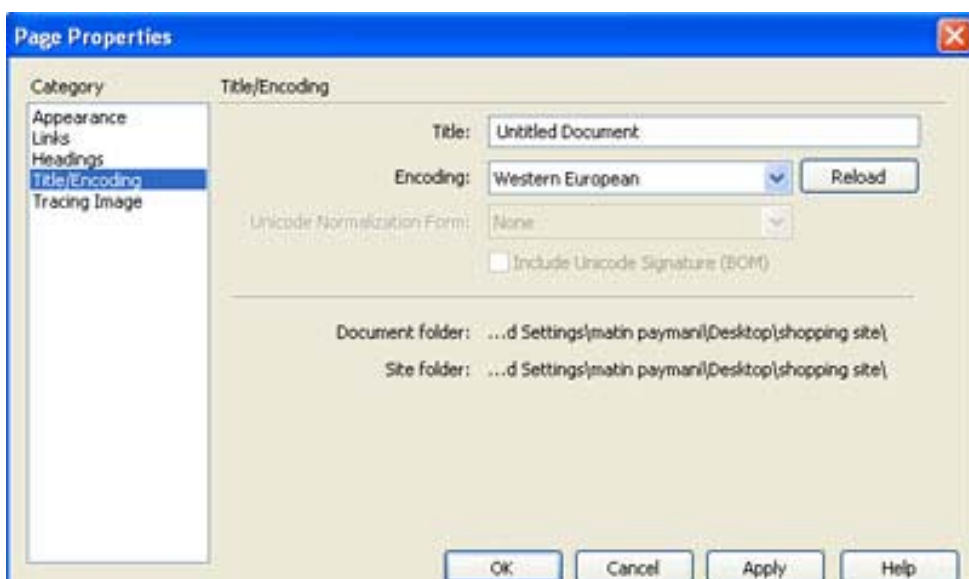 Page Properties
Category
Title/Encoding
Appearance
Links
Headings
Title/Encoding
Tracing Image
Title: Untitled Document
Encoding: Western European Reload
Unicode Normalization Form: None
Include Unicode Signature (BOM)
Document folder: ...d Settings\matin paymani\Desktop\shopping site\
Site folder: ...d Settings\matin paymani\Desktop\shopping site\
OK Cancel Apply Help